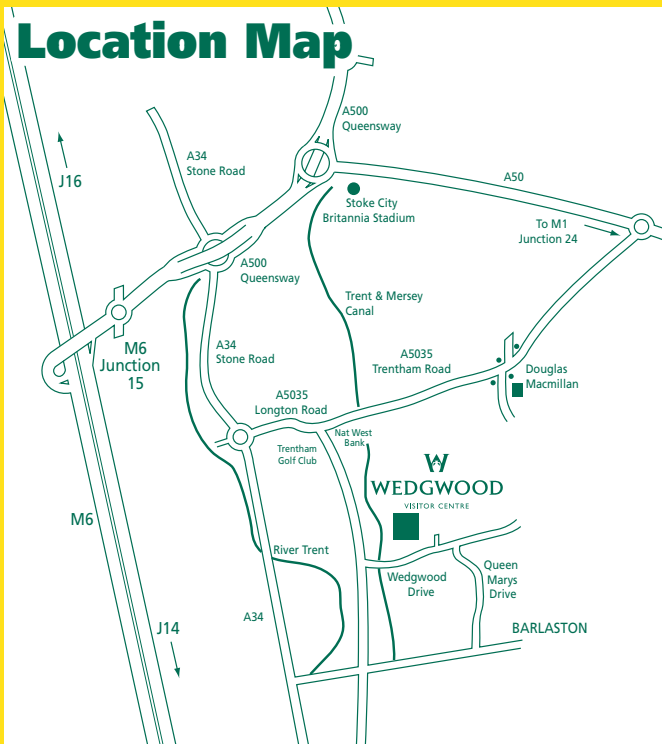 Location Map
A500
Queensway
A34
Stone Road
J16
A50
Stoke City
Britannia Stadium
To M1
Junction 24
A500
Queensway
Trent & Mersey
Canal
M6
Junction
15
A34
Stone Road
A5035
Trentham Road
Douglas
Macmillan
A5035
Longton Road
Nat West
Bank
Trentham
Golf Club
WEDGWOOD
VISITOR CENTRE
M6
River Trent
Wedgwood
Drive
Queen
Marys
Drive
A34
J14
BARLASTON